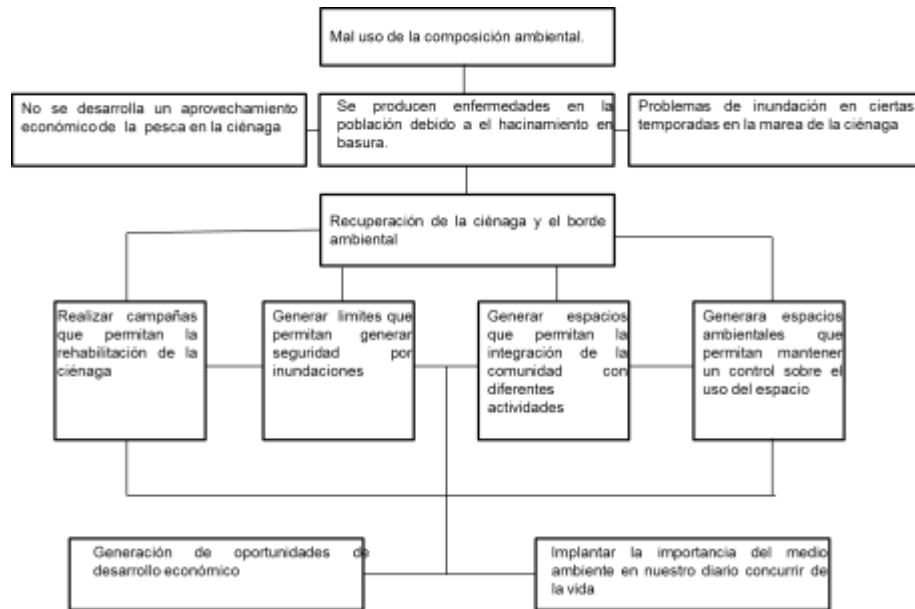 Mal uso de la composición ambiental.
No se desarrolla un aprovechamiento
económico de la pesca en la ciénaga
Se producen enfermedades en la
población debido a el hacinamiento en
basura.
Problemas de inundación en ciertas
temporadas en la marea de la ciénaga
Recuperación de la ciénaga y el borde
ambiental
Realizar campañas
que permitan la
rehabilitación de la
ciénaga
Generar limites que
permitan generar
seguridad por
inundaciones
Generar espacios
que permitan la
integración de la
comunidad con
diferentes
actividades
Generara espacios
ambientales que
permitan mantener
un control sobre el
uso del espacio
Generación de oportunidades de
desarrollo económico
Implantar la importancia del medio
ambiente en nuestro diario concurrir de
la vida